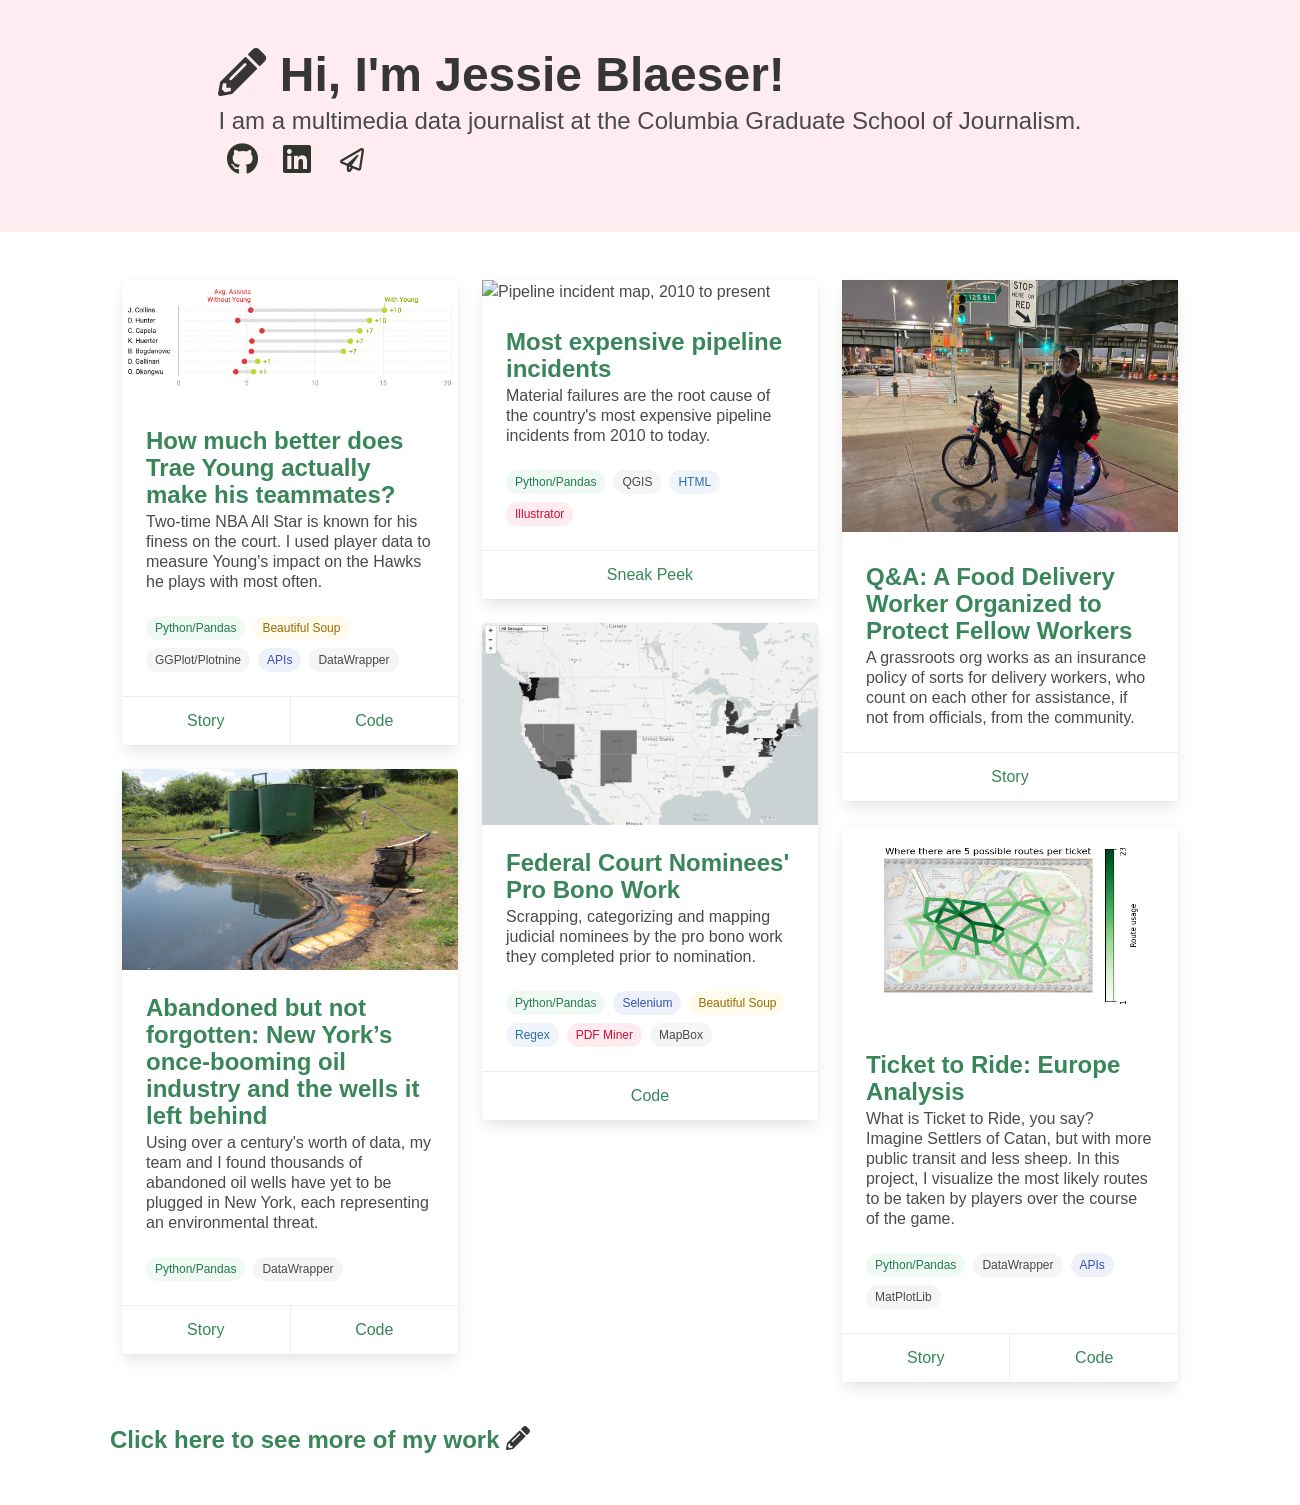 Hi, I'm Jessie Blaeser!
I am a multimedia data journalist at the Columbia Graduate School of Journalism.
Avg. Assists
Without Young
With Young
J. Collins
+10
D. Hunter
+10
C. Capela
+7
K. Huerter
+7
B. Bogdanovic
+7
D. Gallinari
+1
O. Okongwu
+1
0 5 10 15 20
How much better does
Trae Young actually
make his teammates?
Two-time NBA All Star is known for his
finess on the court. I used player data to
measure Young's impact on the Hawks
he plays with most often.
Python/Pandas Beautiful Soup
GGPlot/Plotnine APIs DataWrapper
Story Code
Abandoned but not
forgotten: New York’s
once-booming oil
industry and the wells it
left behind
Using over a century's worth of data, my
team and I found thousands of
abandoned oil wells have yet to be
plugged in New York, each representing
an environmental threat.
Python/Pandas DataWrapper
Story Code
Pipeline incident map, 2010 to present
Most expensive pipeline
incidents
Material failures are the root cause of
the country's most expensive pipeline
incidents from 2010 to today.
Python/Pandas QGIS HTML
Illustrator
Sneak Peek
All Groups
Canada
United States
Mexico
Federal Court Nominees'
Pro Bono Work
Scrapping, categorizing and mapping
judicial nominees by the pro bono work
they completed prior to nomination.
Python/Pandas Selenium Beautiful Soup
Regex PDF Miner MapBox
Code
E 125 St
STOP
HERE ON
RED
Q&A: A Food Delivery
Worker Organized to
Protect Fellow Workers
A grassroots org works as an insurance
policy of sorts for delivery workers, who
count on each other for assistance, if
not from officials, from the community.
Story
Where there are 5 possible routes per ticket
23
Route usage
1
Ticket to Ride: Europe
Analysis
What is Ticket to Ride, you say?
Imagine Settlers of Catan, but with more
public transit and less sheep. In this
project, I visualize the most likely routes
to be taken by players over the course
of the game.
Python/Pandas DataWrapper APIs
MatPlotLib
Story Code
Click here to see more of my work